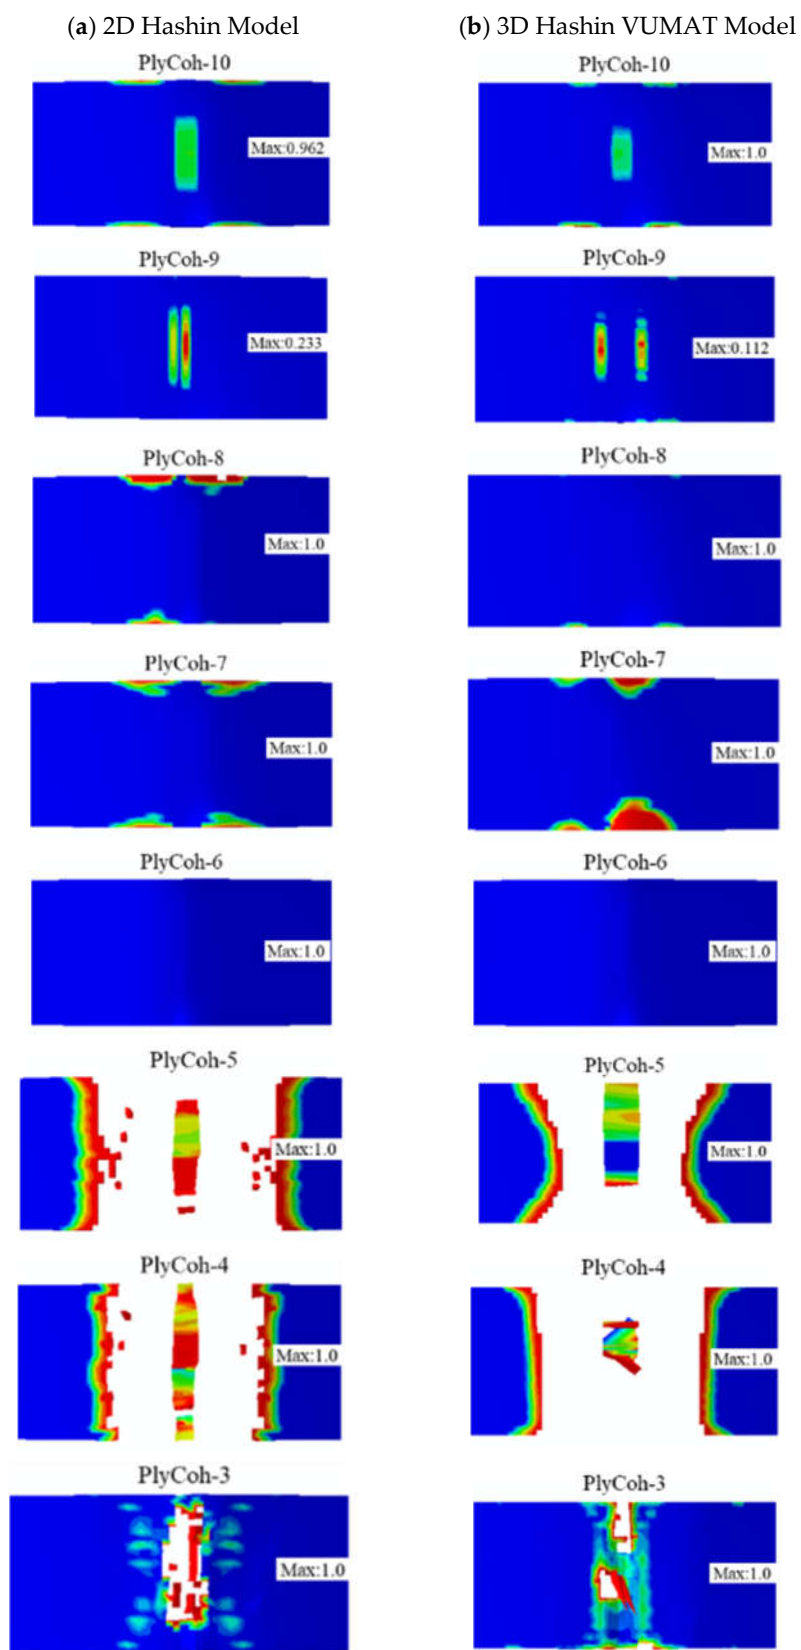 (a) 2D Hashin Model
(b) 3D Hashin VUMAT Model
PlyCoh-10
PlyCoh-10
Max:0.962
Max:1.0
PlyCoh-9
PlyCoh-9
Max:0.233
Max:0.112
PlyCoh-8
PlyCoh-8
Max:1.0
Max:1.0
PlyCoh-7
PlyCoh-7
Max:1.0
Max:1.0
PlyCoh-6
PlyCoh-6
Max:1.0
Max:1.0
PlyCoh-5
PlyCoh-5
Max:1.0
Max:1.0
PlyCoh-4
PlyCoh-4
Max:1.0
Max:1.0
PlyCoh-3
PlyCoh-3
Max:1.0
Max:1.0